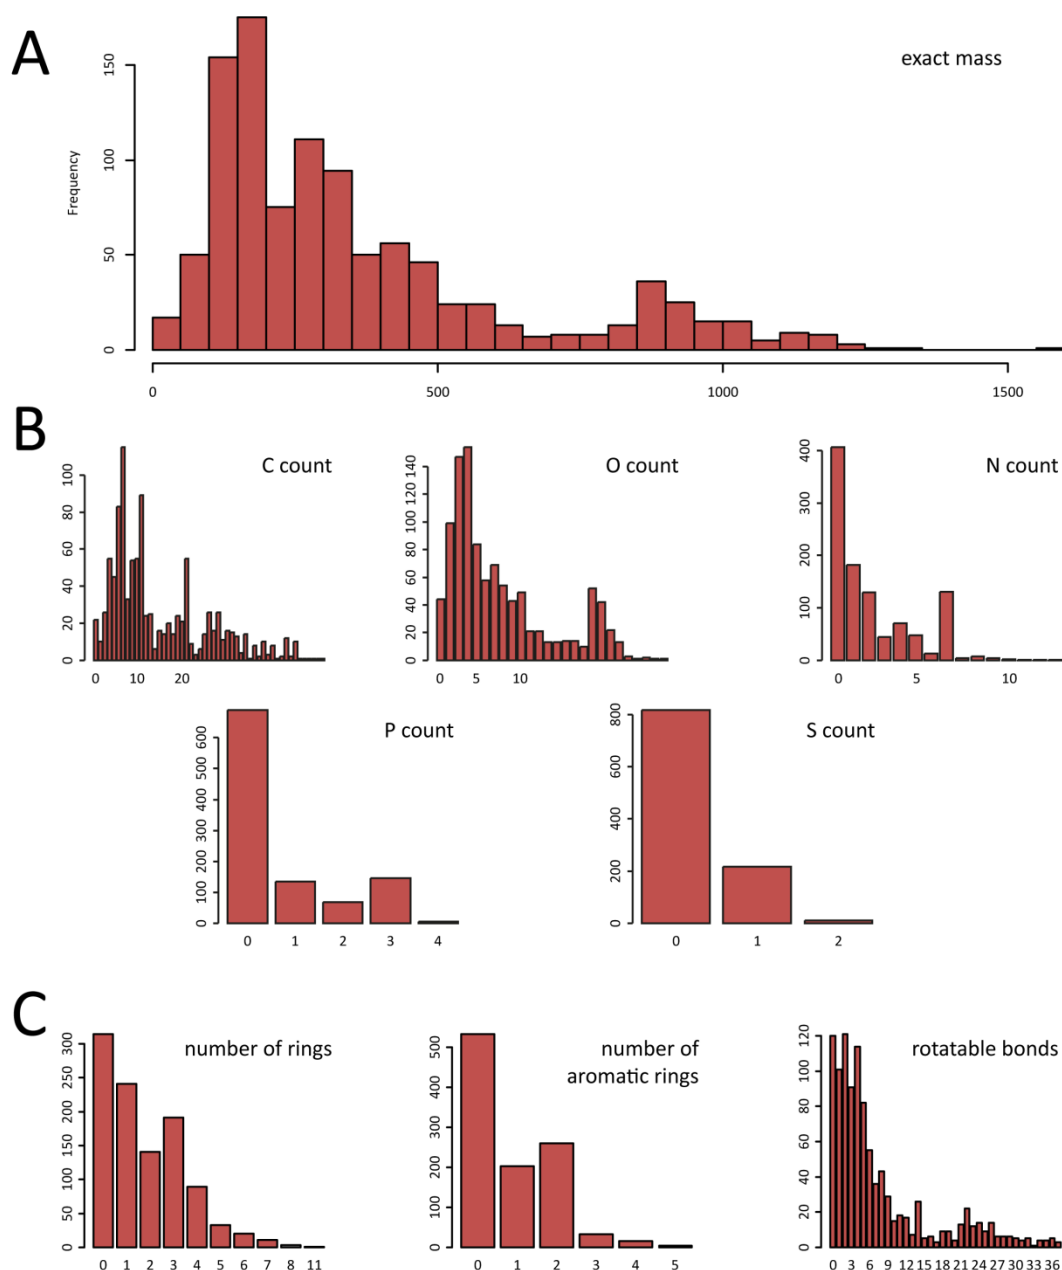 A
exact mass
Frequency
0 50 100 150
0 500 1000 1500
B
C count
0 20 40 60 80 100
0 10 20
O count
0 20 40 60 80 100 120 140
0 5 10
N count
0 100 200 300 400
0 5 10
P count
0 100 200 300 400 500 600
0 1 2 3 4
S count
0 200 400 600 800
0 1 2
C
number of rings
0 50 100 150 200 250 300
0 1 2 3 4 5 6 7 8 11
number of
aromatic rings
0 100 200 300 400 500
0 1 2 3 4 5
rotatable bonds
0 20 40 60 80 100 120
0 3 6 9 12 15 18 21 24 27 30 33 36